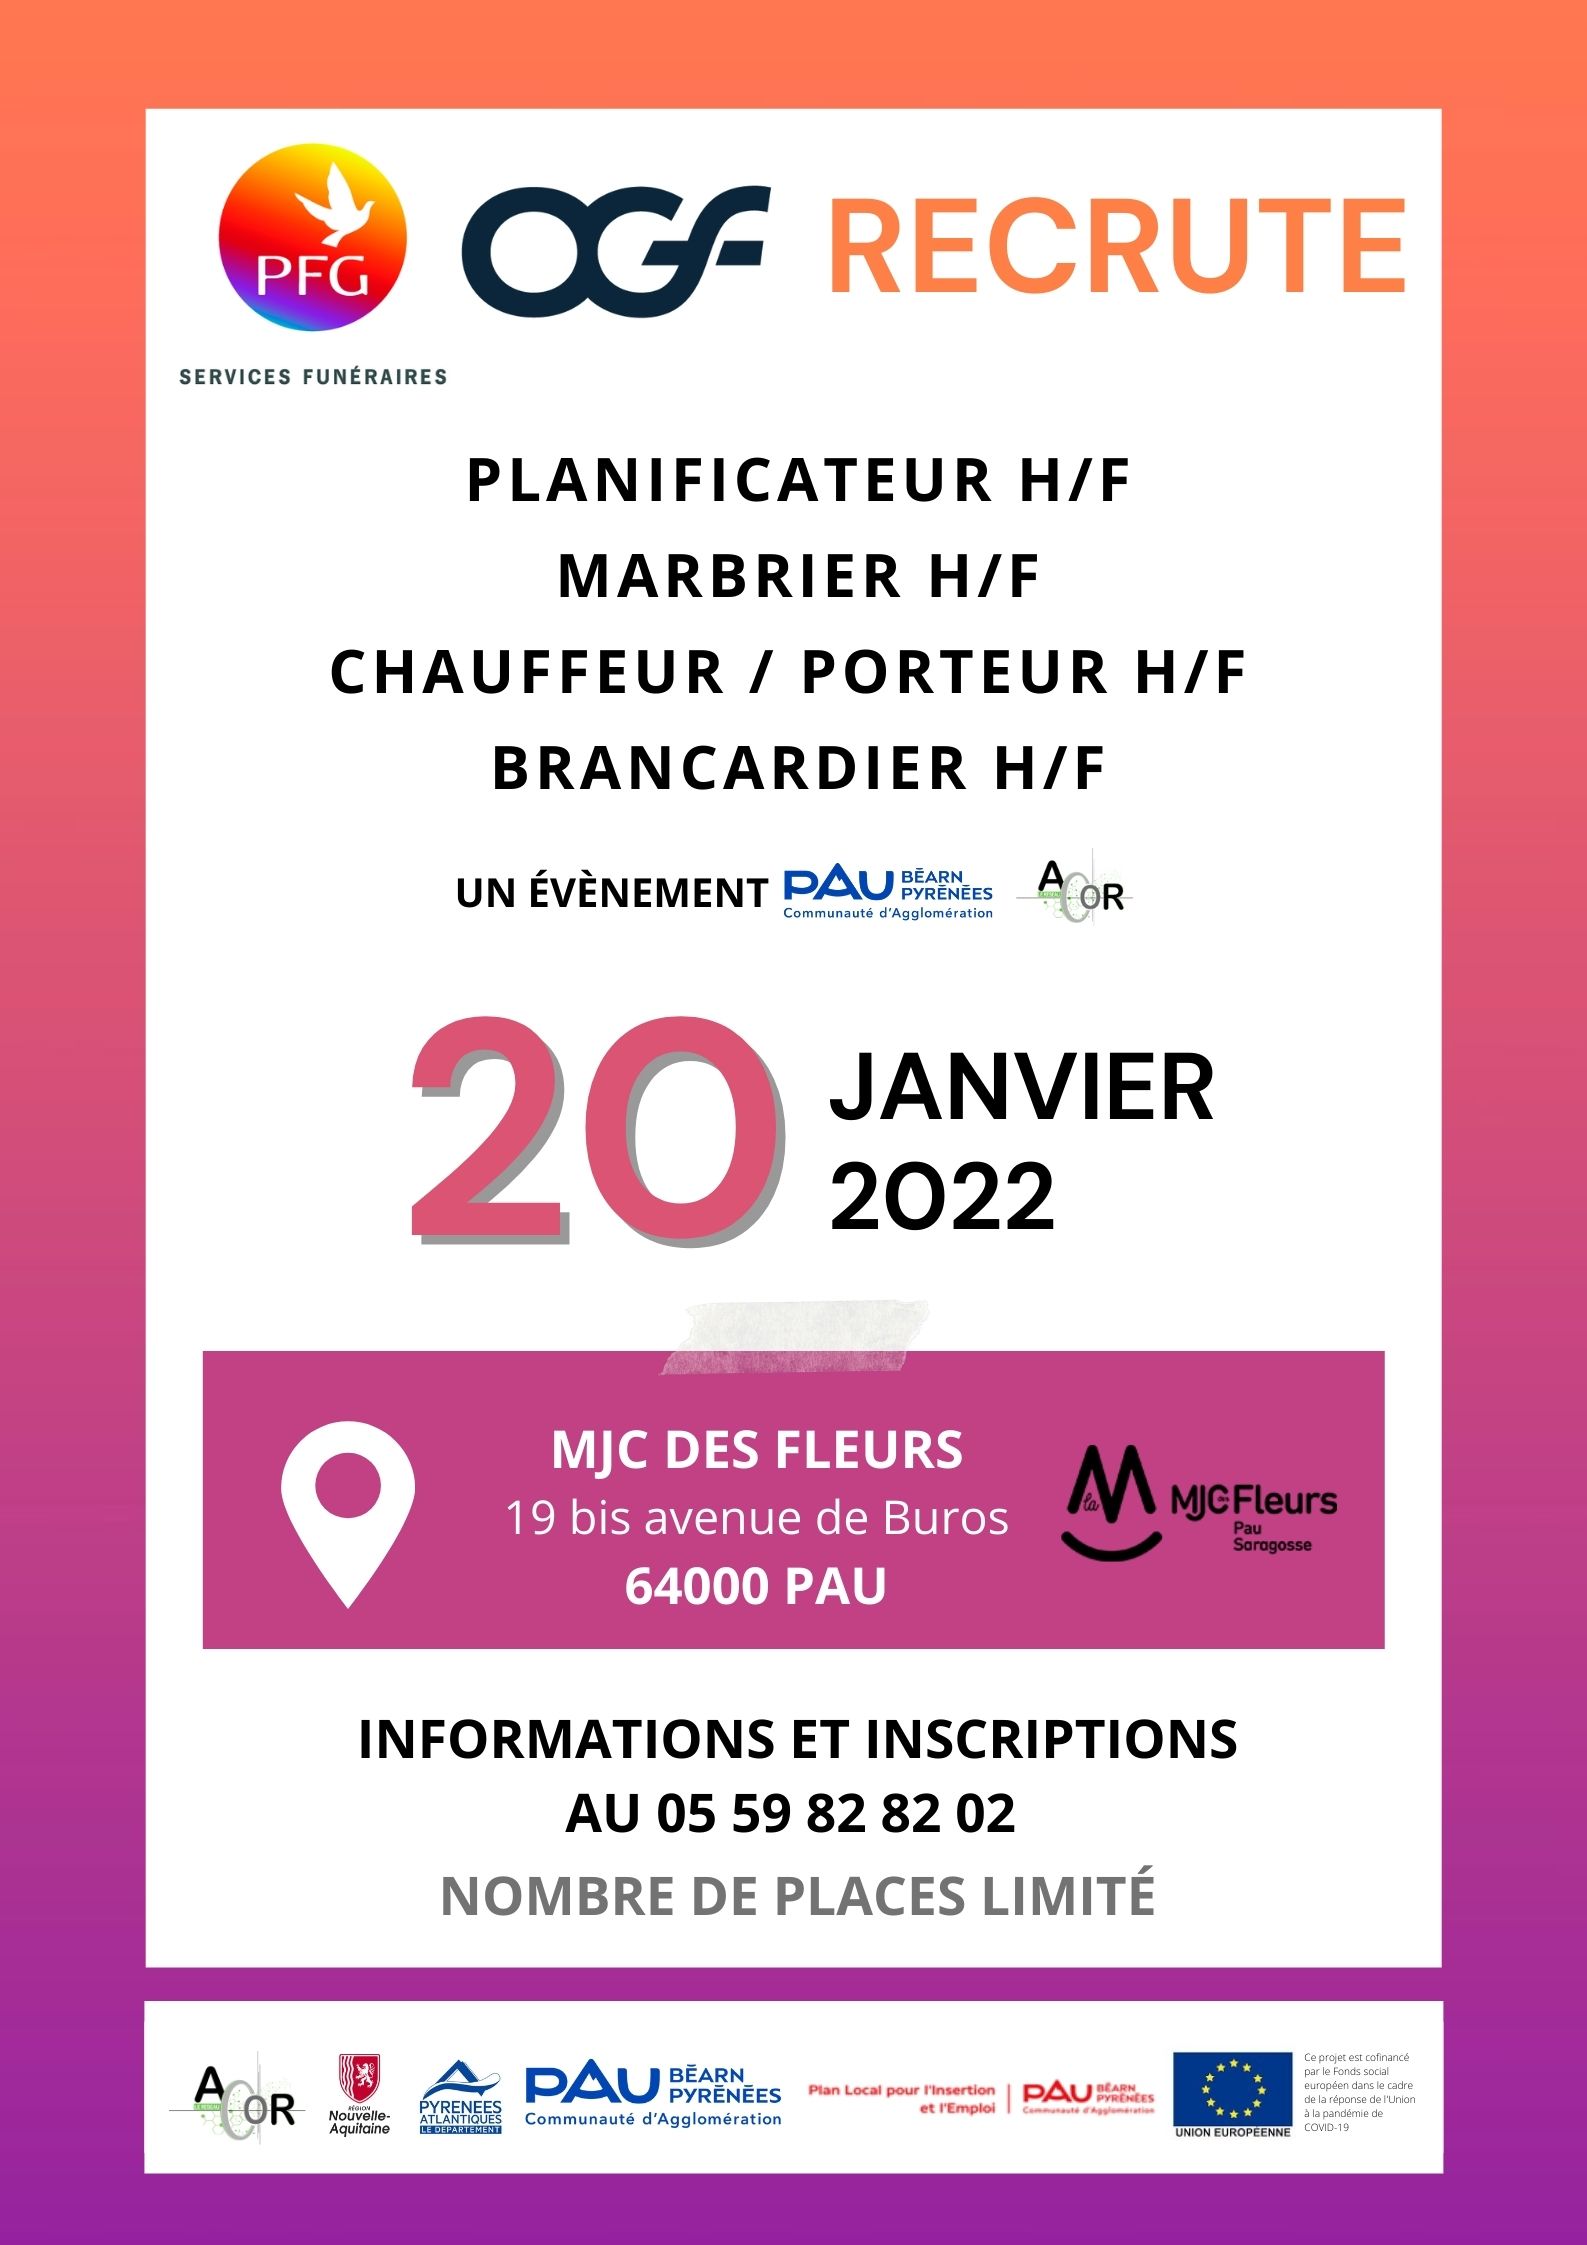 PFG
SERVICES FUNÉRAIRES
OGF
RECRUTE
PLANIFICATEUR H/F
MARBRIER H/F
CHAUFFEUR / PORTEUR H/F
BRANCARDIER H/F
UN ÉVÈNEMENT
PAU BÉARN
PYRÉNÉES
Communauté d'Agglomération
ACOR
20 JANVIER
2022
MJC DES FLEURS
19 bis avenue de Buros
64000 PAU
la M
MJC des Fleurs
Pau
Saragosse
INFORMATIONS ET INSCRIPTIONS
AU 05 59 82 82 02
NOMBRE DE PLACES LIMITÉ
ACOR
RÉGION
Nouvelle-
Aquitaine
PYRENEES
ATLANTIQUES
LE DEPARTEMENT
PAU BÉARN
PYRÉNÉES
Communauté d'Agglomération
Plan Local pour l'Insertion
et l'Emploi
PAU BÉARN
PYRÉNÉES
Communauté d'Agglomération
UNION EUROPÉENNE
Ce projet est cofinancé
par le Fonds social
européen dans le cadre
de la réponse de l'Union
à la pandémie de
COVID-19